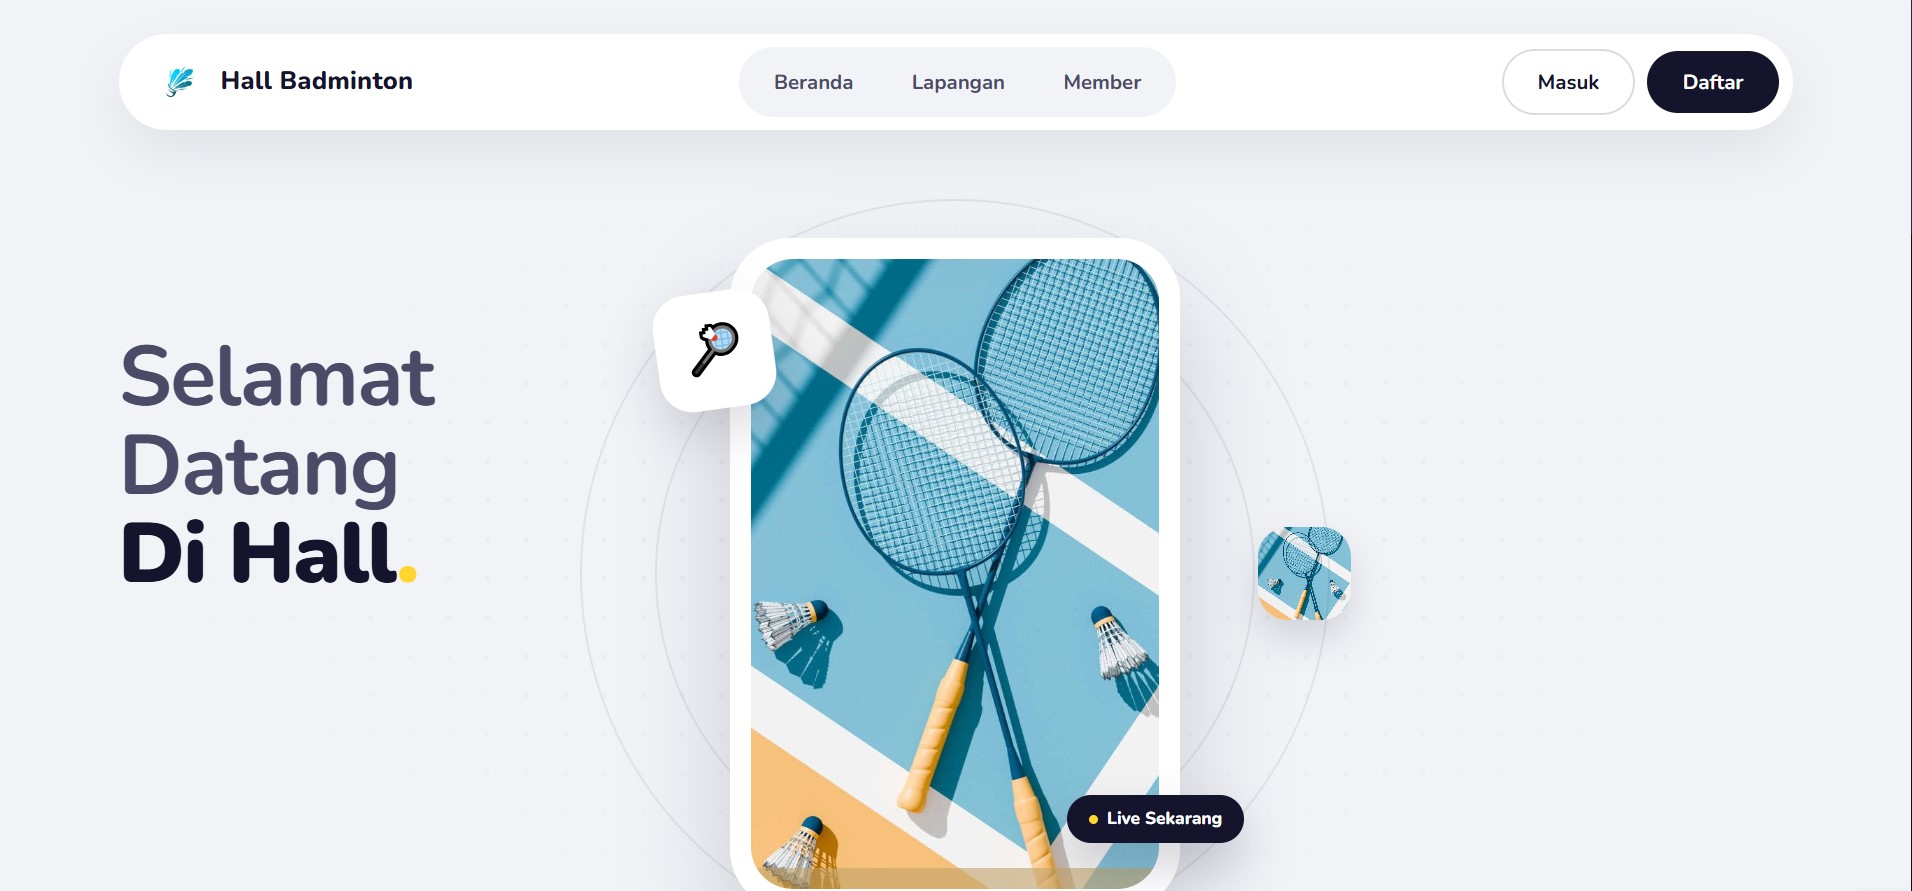 Hall Badminton
Beranda
Lapangan
Member
Masuk
Daftar
Selamat
Datang
Di Hall.
Live Sekarang